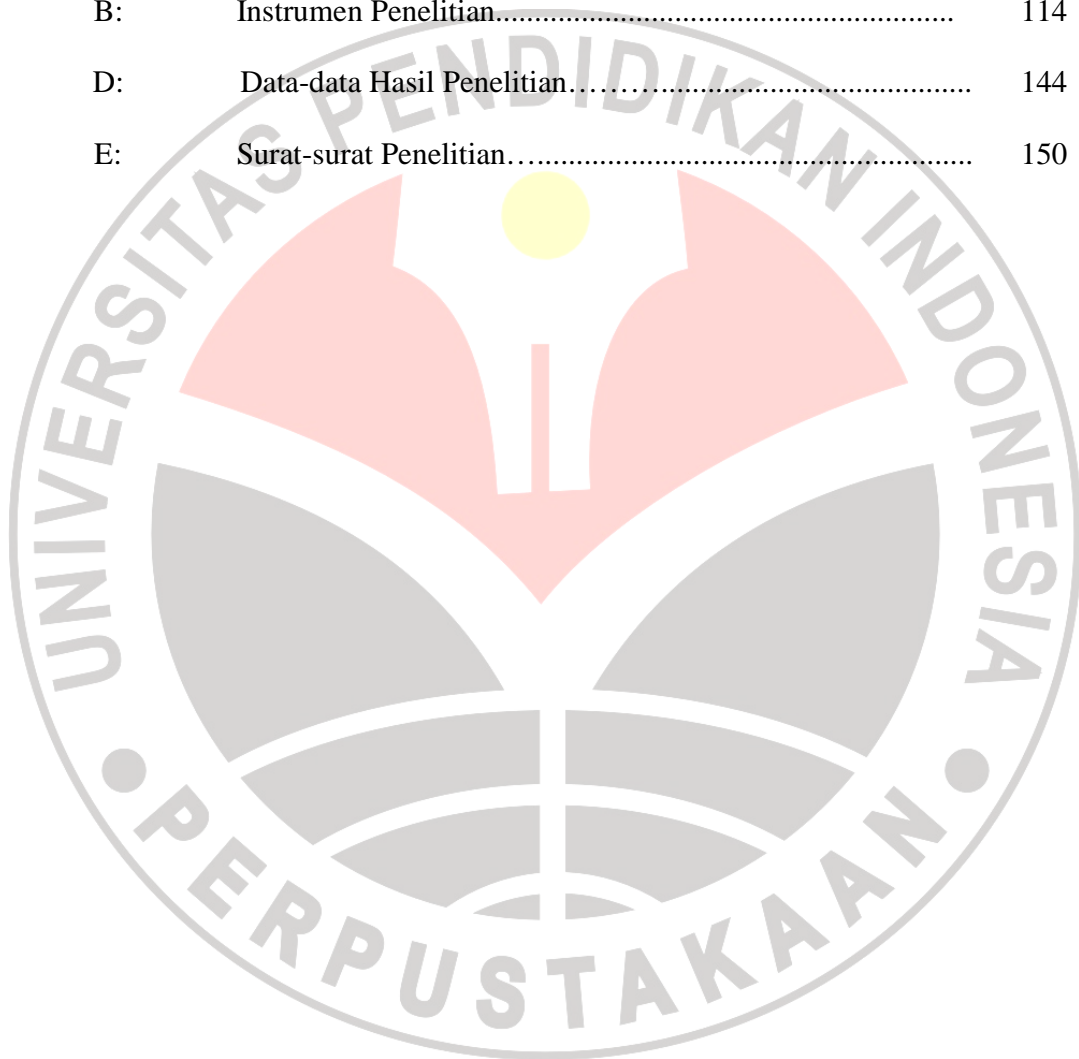 B: Instrumen Penelitian.......................................................... 114
D: Data-data Hasil Penelitian………....................................... 144
E: Surat-surat Penelitian…....................................................... 150
UNIVERSITAS PENDIDIKAN INDONESIA
PERPUSTAKAAN